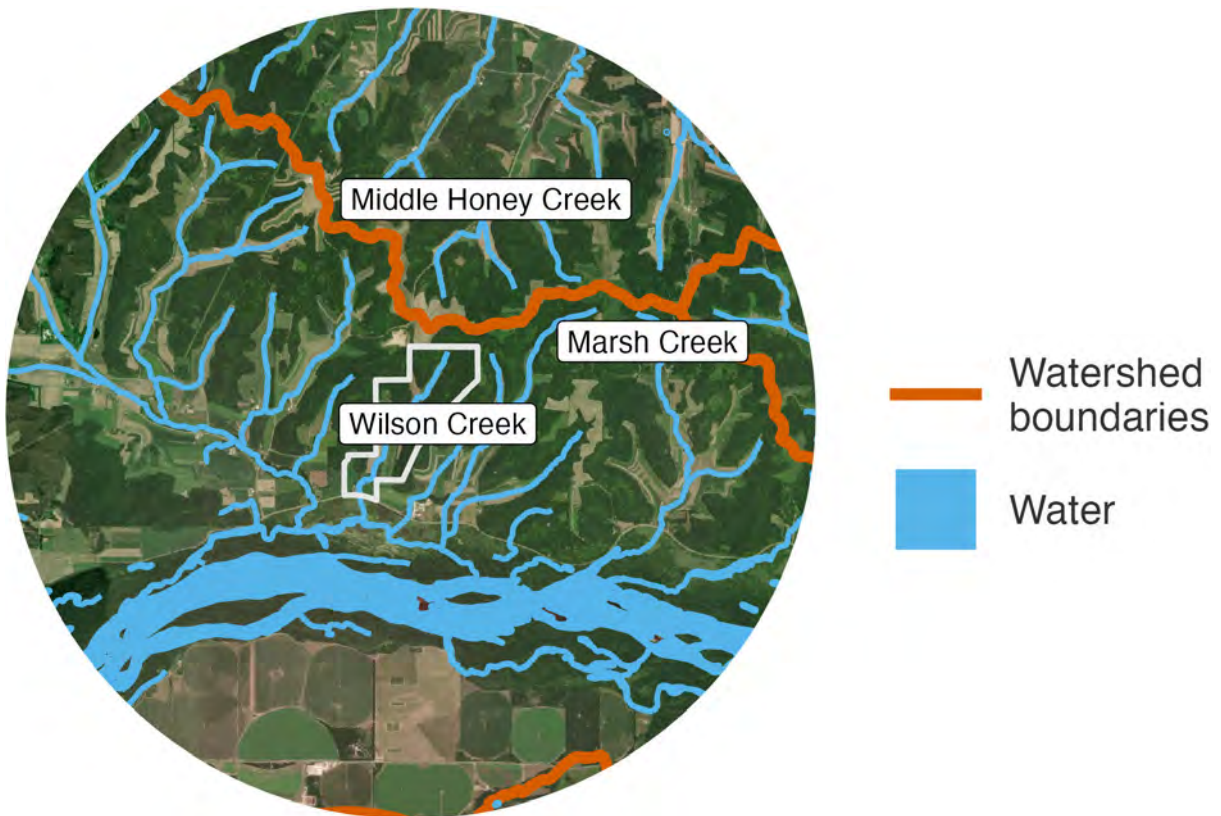 Middle Honey Creek
Marsh Creek
Wilson Creek
Watershed
boundaries
Water